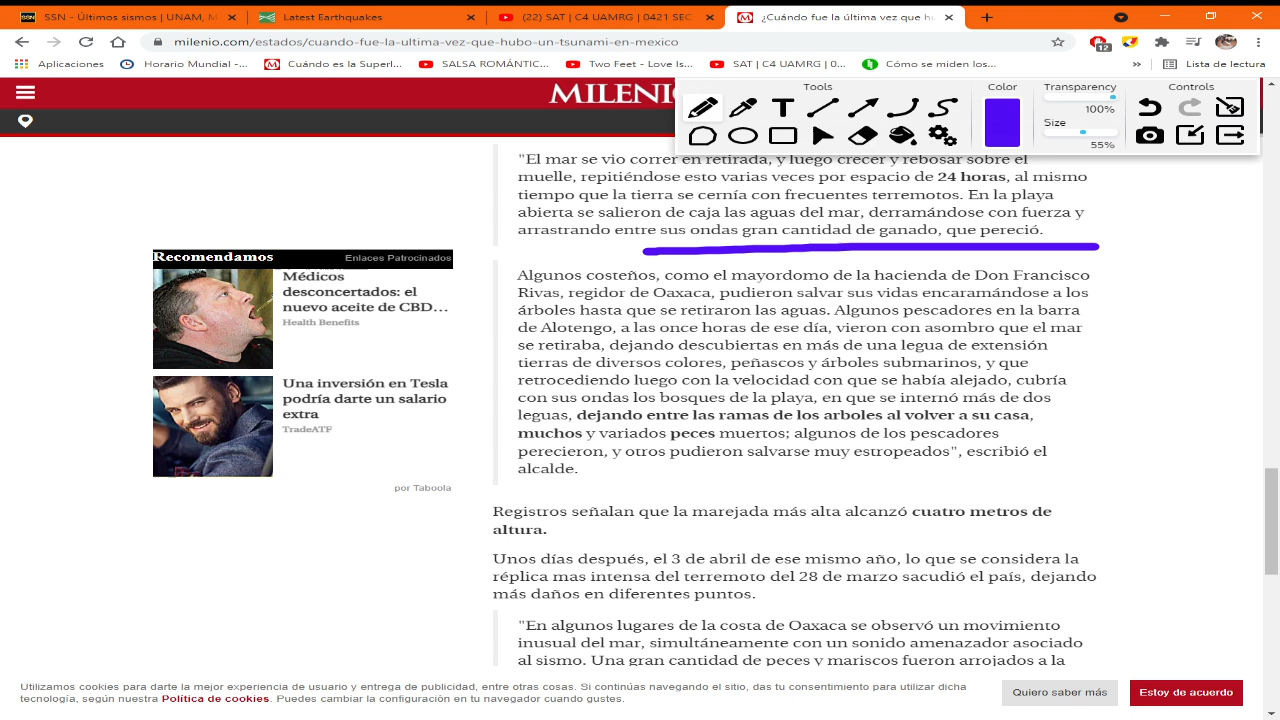 SSN - Últimos sismos | UNAM, M
Latest Earthquakes
(22) SAT | C4 UAMRG | 0421 SEC
¿Cuándo fue la última vez que hu
milenio.com/estados/cuando-fue-la-ultima-vez-que-hubo-un-tsunami-en-mexico
12
Aplicaciones
Horario Mundial -...
Cuándo es la Superl...
SALSA ROMÁNTIC...
Two Feet - Love Is...
SAT | C4 UAMRG | 0...
Cómo se miden los...
»
Lista de lectura
MILENIO
Tools
Color
Transparency
100%
Size
55%
Controls
"El mar se vio correr en retirada, y luego crecer y rebosar sobre el
muelle, repitiéndose esto varias veces por espacio de 24 horas, al mismo
tiempo que la tierra se cernía con frecuentes terremotos. En la playa
abierta se salieron de caja las aguas del mar, derramándose con fuerza y
arrastrando entre sus ondas gran cantidad de ganado, que pereció.
Recomendamos
Enlaces Patrocinados
Médicos
desconcertados: el
nuevo aceite de CBD...
Health Benefits
Una inversión en Tesla
podría darte un salario
extra
TradeATF
por Taboola
Algunos costeños, como el mayordomo de la hacienda de Don Francisco
Rivas, regidor de Oaxaca, pudieron salvar sus vidas encaramándose a los
árboles hasta que se retiraron las aguas. Algunos pescadores en la barra
de Alotengo, a las once horas de ese día, vieron con asombro que el mar
se retiraba, dejando descubiertas en más de una legua de extensión
tierras de diversos colores, peñascos y árboles submarinos, y que
retrocediendo luego con la velocidad con que se había alejado, cubría
con sus ondas los bosques de la playa, en que se internó más de dos
leguas, dejando entre las ramas de los arboles al volver a su casa,
muchos y variados peces muertos; algunos de los pescadores
perecieron, y otros pudieron salvarse muy estropeados", escribió el
alcalde.
Registros señalan que la marejada más alta alcanzó cuatro metros de
altura.
Unos días después, el 3 de abril de ese mismo año, lo que se considera la
réplica mas intensa del terremoto del 28 de marzo sacudió el país, dejando
más daños en diferentes puntos.
"En algunos lugares de la costa de Oaxaca se observó un movimiento
inusual del mar, simultáneamente con un sonido amenazador asociado
al sismo. Una gran cantidad de peces y mariscos fueron arrojados a la
Utilizamos cookies para darte la mejor experiencia de usuario y entrega de publicidad, entre otras cosas. Si continúas navegando el sitio, das tu consentimiento para utilizar dicha
tecnología, según nuestra Política de cookies. Puedes cambiar la configuración en tu navegador cuando gustes.
Quiero saber más
Estoy de acuerdo